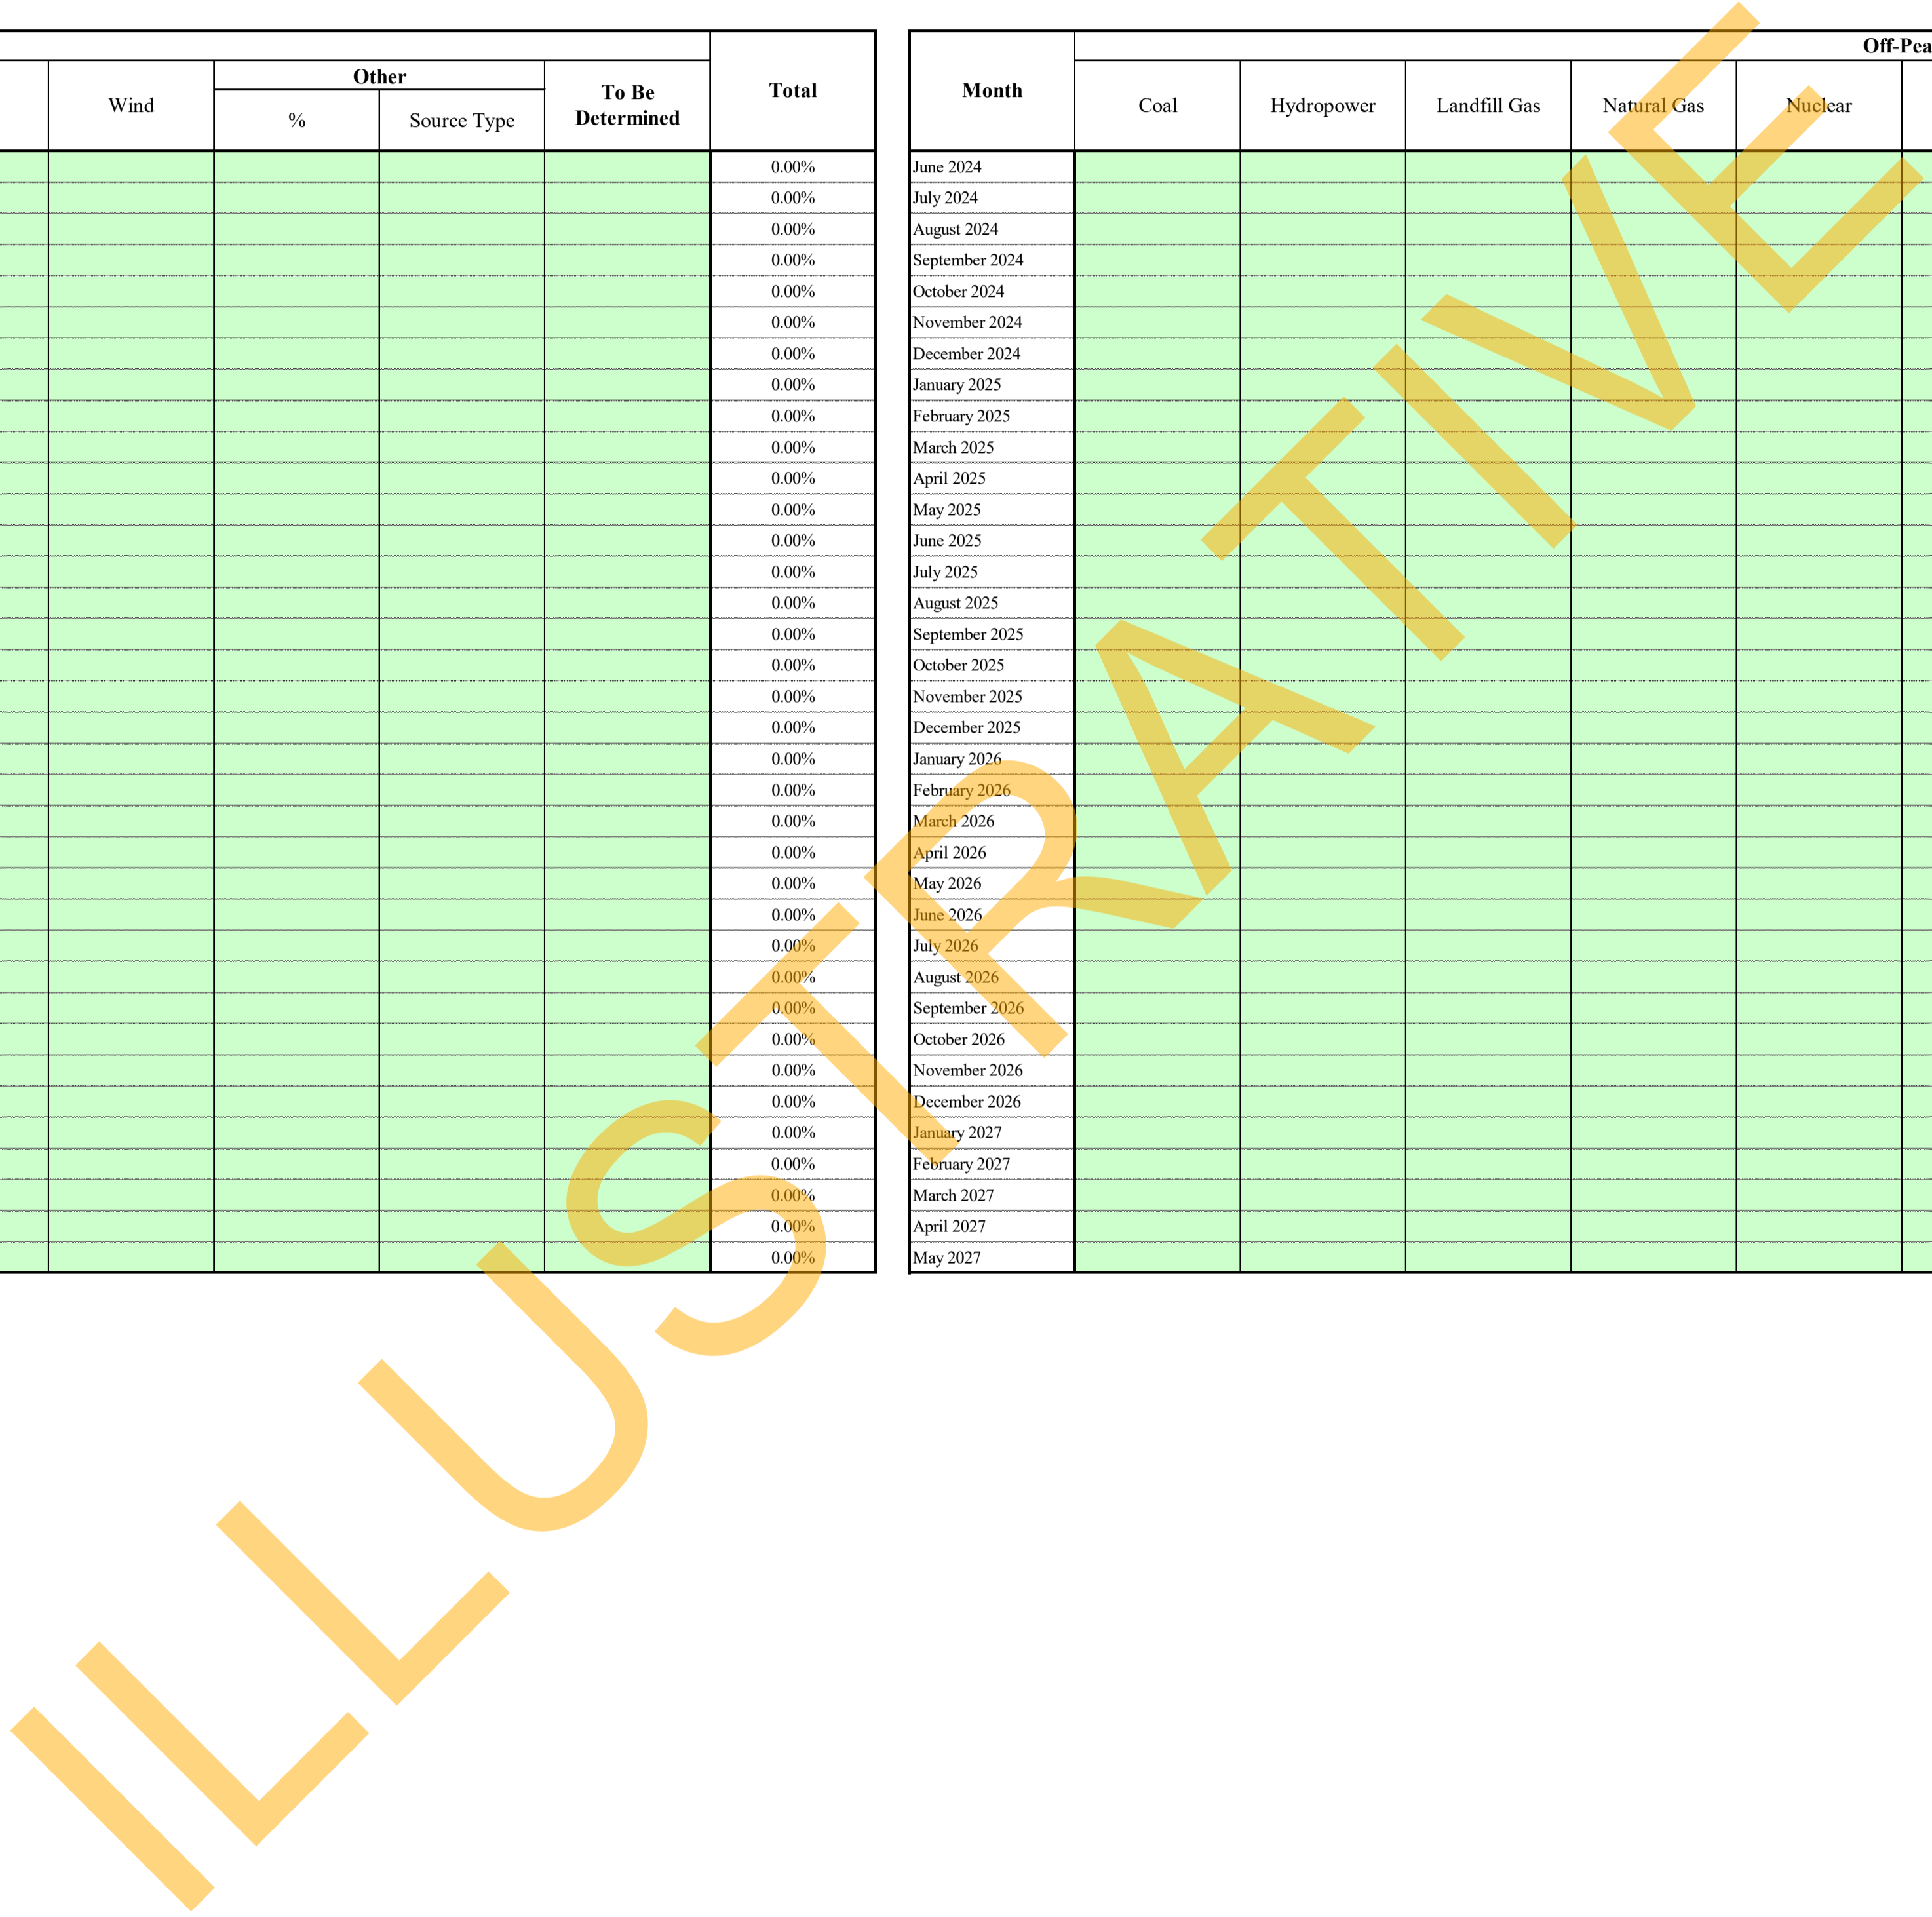 Off-Pea
Other
Wind
%
Source Type
To Be
Determined
Total
Month
Coal
Hydropower
Landfill Gas
Natural Gas
Nuclear
0.00% June 2024
0.00% July 2024
0.00% August 2024
0.00% September 2024
0.00% October 2024
0.00% November 2024
0.00% December 2024
0.00% January 2025
0.00% February 2025
0.00% March 2025
0.00% April 2025
0.00% May 2025
0.00% June 2025
0.00% July 2025
0.00% August 2025
0.00% September 2025
0.00% October 2025
0.00% November 2025
0.00% December 2025
0.00% January 2026
0.00% February 2026
0.00% March 2026
0.00% April 2026
0.00% May 2026
0.00% June 2026
0.00% July 2026
0.00% August 2026
0.00% September 2026
0.00% October 2026
0.00% November 2026
0.00% December 2026
0.00% January 2027
0.00% February 2027
0.00% March 2027
0.00% April 2027
0.00% May 2027
ILLUSTRATIVE